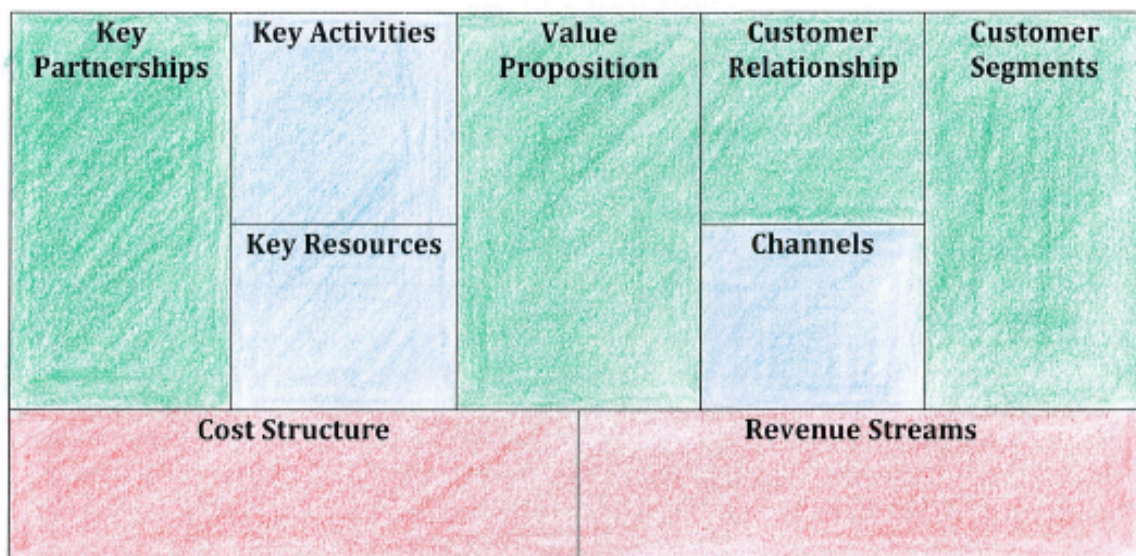 Key
Partnerships
Key Activities
Value
Proposition
Customer
Relationship
Customer
Segments
Key Resources
Channels
Cost Structure
Revenue Streams